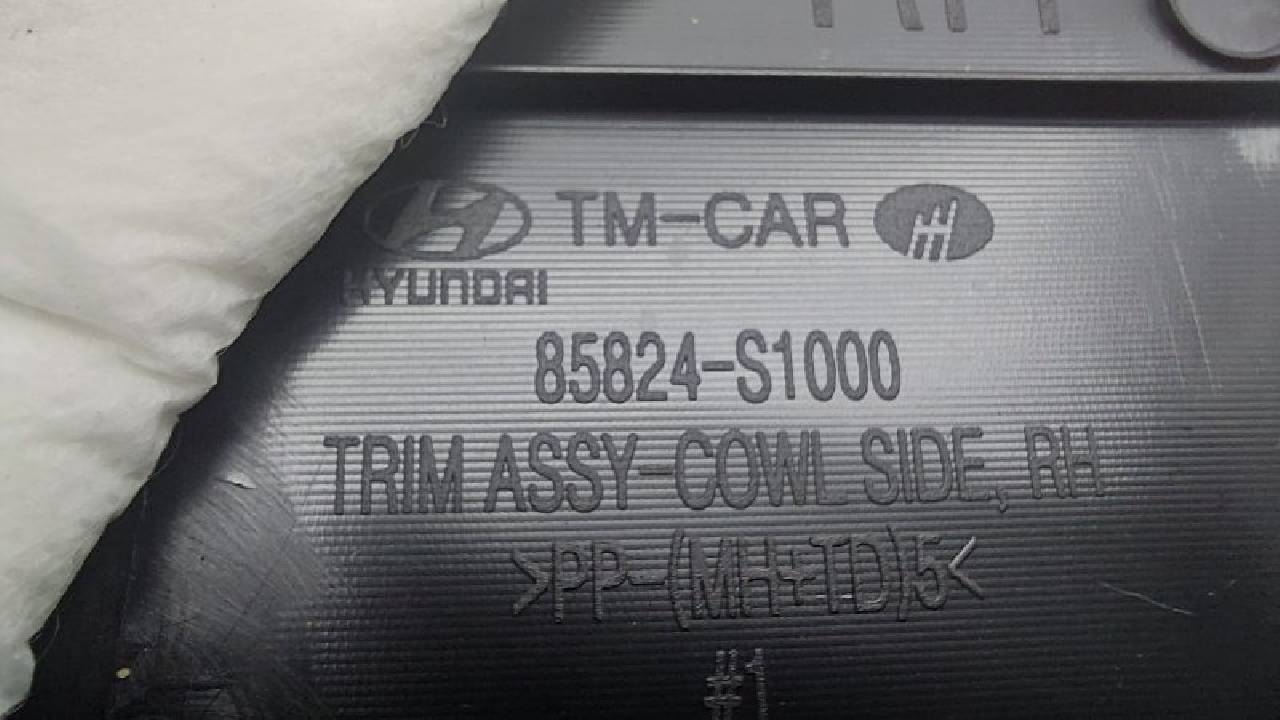 TM-CAR
HYUNDAI
85824-S1000
TRIM ASSY-COWL SIDE, RH
>PP-(MH+TD)5<
#1